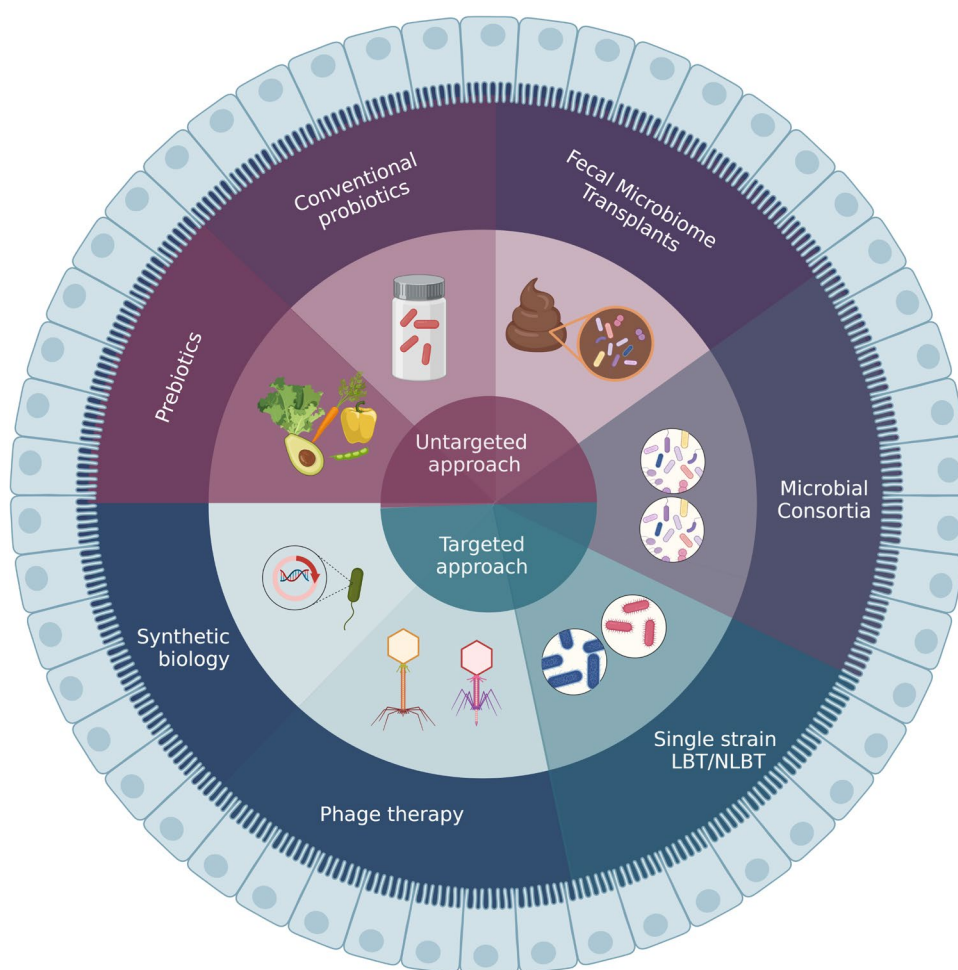 Conventional
probiotics
Fecal Microbiome
Transplants
Prebiotics
Untargeted
approach
Microbial
Consortia
Targeted
approach
Synthetic
biology
Single strain
LBT/NLBT
Phage therapy